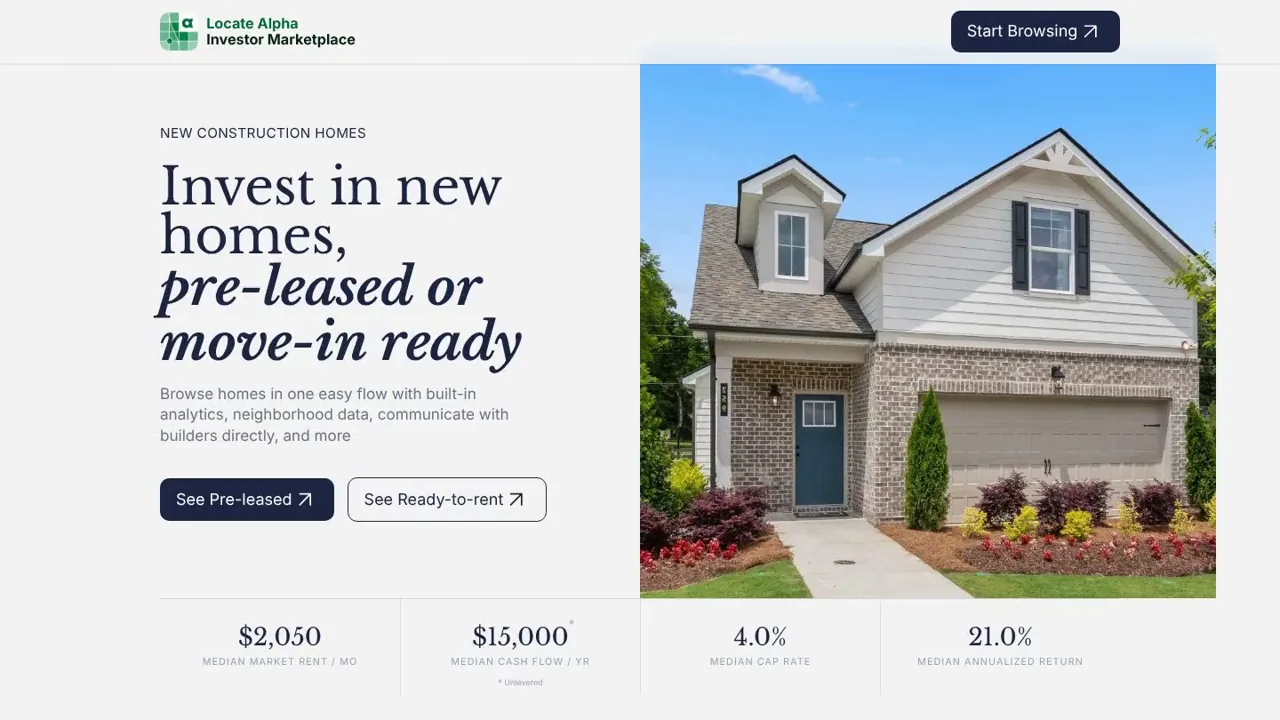 Locate Alpha
Investor Marketplace
Start Browsing
NEW CONSTRUCTION HOMES
Invest in new
homes,
pre-leased or
move-in ready
Browse homes in one easy flow with built-in
analytics, neighborhood data, communicate with
builders directly, and more
See Pre-leased
See Ready-to-rent
$2,050
MEDIAN MARKET RENT / MO
$15,000*
MEDIAN CASH FLOW / YR
* Unlevered
4.0%
MEDIAN CAP RATE
21.0%
MEDIAN ANNUALIZED RETURN